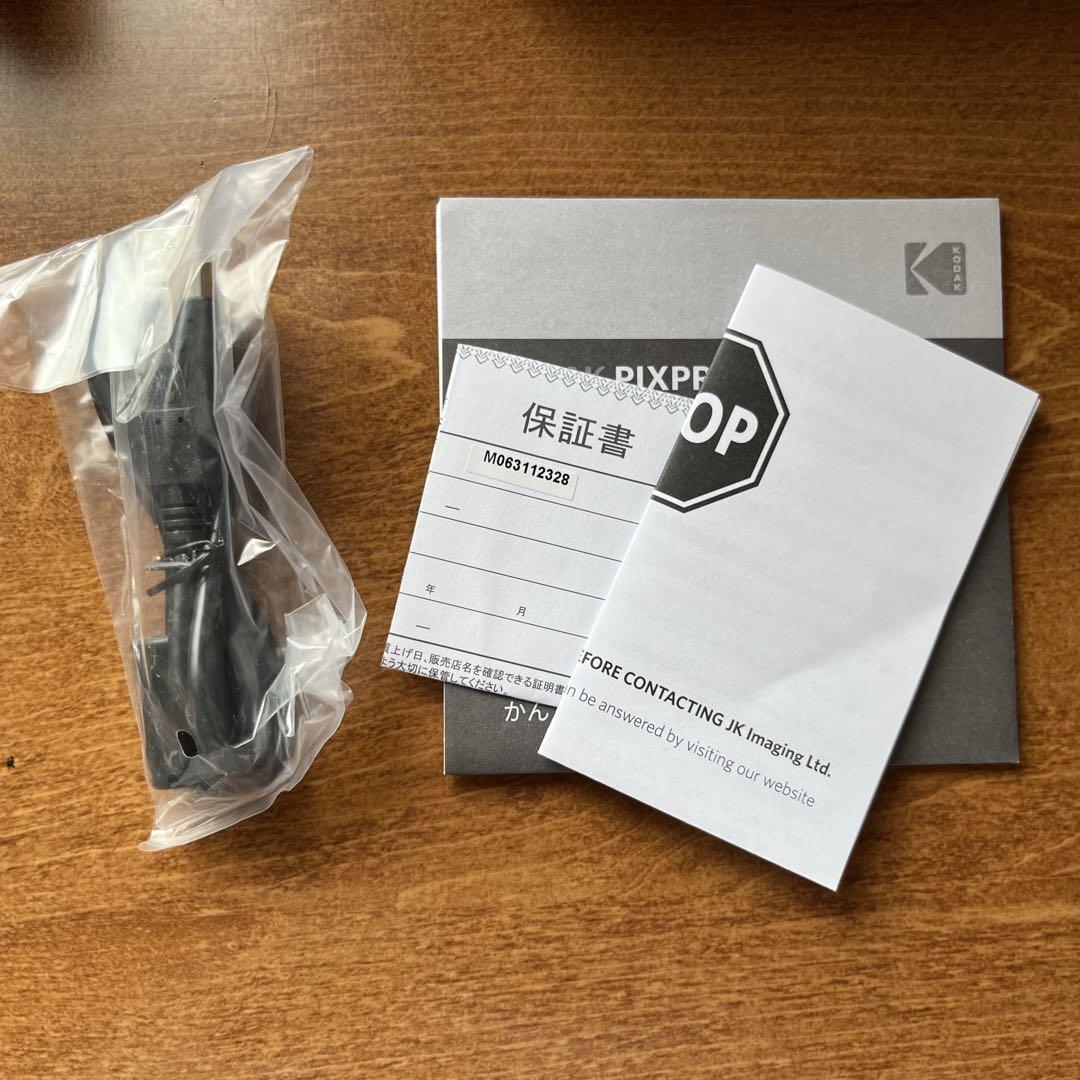 KODAK
K PIXPR
OP
保証書
M063112328
年 月
上げ日、販売店名を確認できる証明書
よう大切に保管してください。
かん
EFORE CONTACTING JK Imaging Ltd.
n be answered by visiting our website